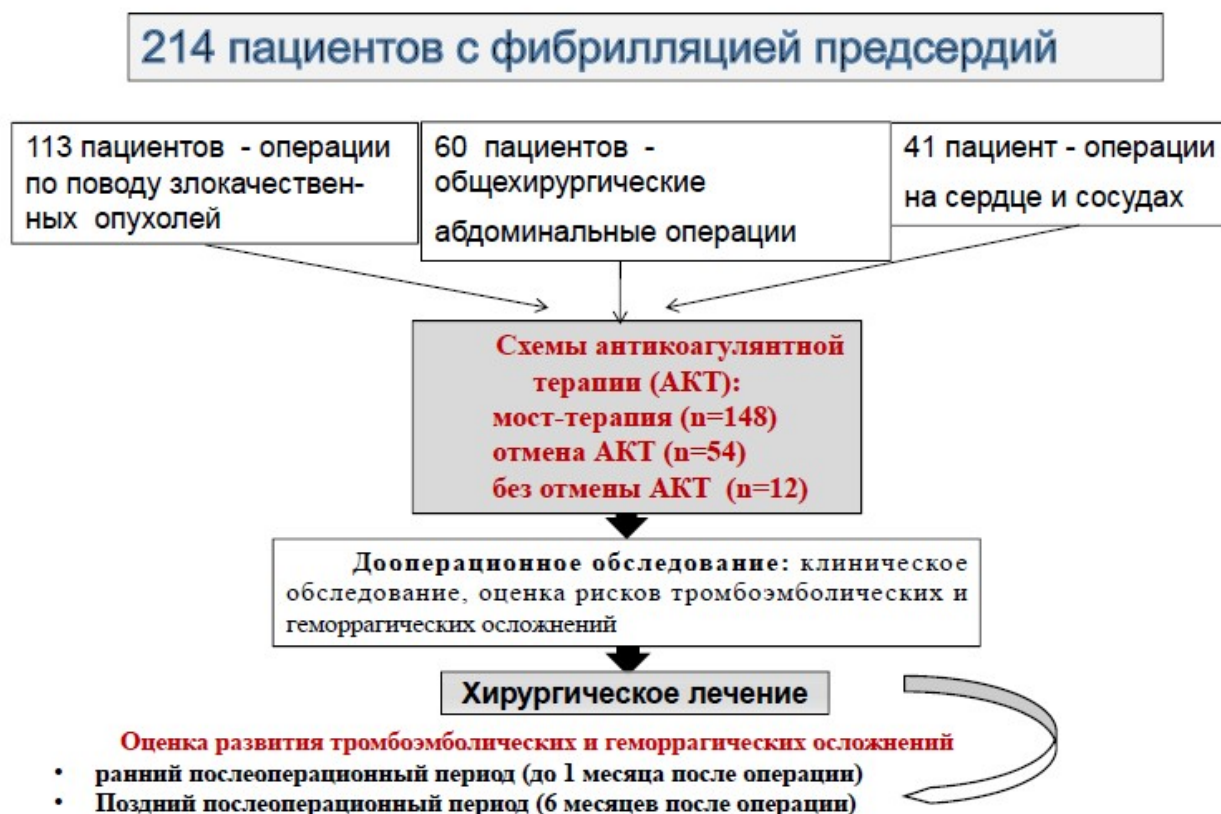 214 пациентов с фибрилляцией предсердий
113 пациентов - операции
по поводу злокачествен-
ных опухолей
60 пациентов -
общехирургические
абдоминальные операции
41 пациент - операции
на сердце и сосудах
Схемы антикоагулянтной
терапии (АКТ):
мост-терапия (n=148)
отмена АКТ (n=54)
без отмены АКТ (n=12)
Дооперационное обследование: клиническое
обследование, оценка рисков тромбоэмболических и
геморрагических осложнений
Хирургическое лечение
Оценка развития тромбоэмболических и геморрагических осложнений
• ранний послеоперационный период (до 1 месяца после операции)
• Поздний послеоперационный период (6 месяцев после операции)